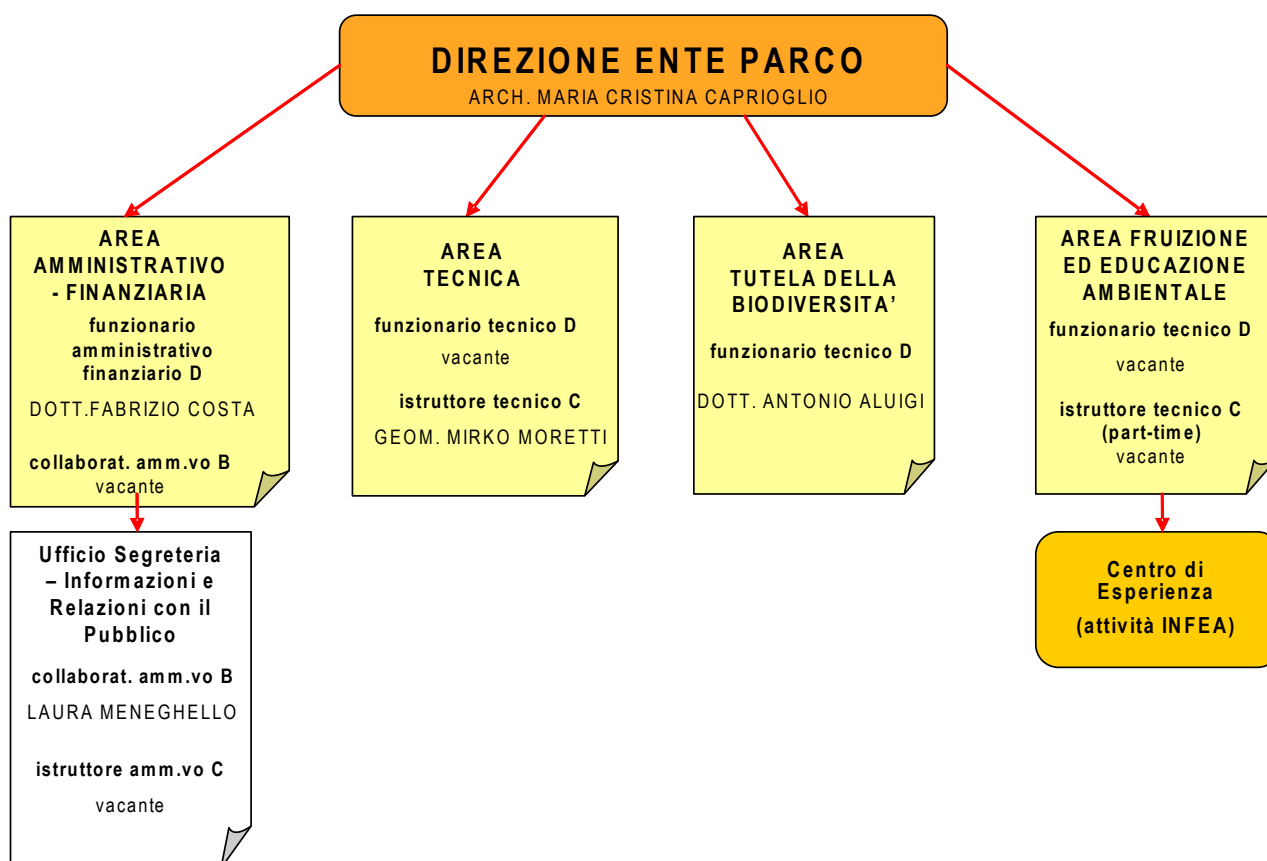 DIREZIONE ENTE PARCO
ARCH. MARIA CRISTINA CAPRIOGLIO
AREA
AMMINISTRATIVO
- FINANZIARIA
funzionario
amministrativo
finanziario D
DOTT.FABRIZIO COSTA
collaborat. amm.vo B
vacante
AREA
TECNICA
funzionario tecnico D
vacante
istruttore tecnico C
GEOM. MIRKO MORETTI
AREA
TUTELA DELLA
BIODIVERSITA’
funzionario tecnico D
DOTT. ANTONIO ALUIGI
AREA FRUIZIONE
ED EDUCAZIONE
AMBIENTALE
funzionario tecnico D
vacante
istruttore tecnico C
(part-time)
vacante
Ufficio Segreteria
– Informazioni e
Relazioni con il
Pubblico
collaborat. amm.vo B
LAURA MENEGHELLO
istruttore amm.vo C
vacante
Centro di
Esperienza
(attività INFEA)